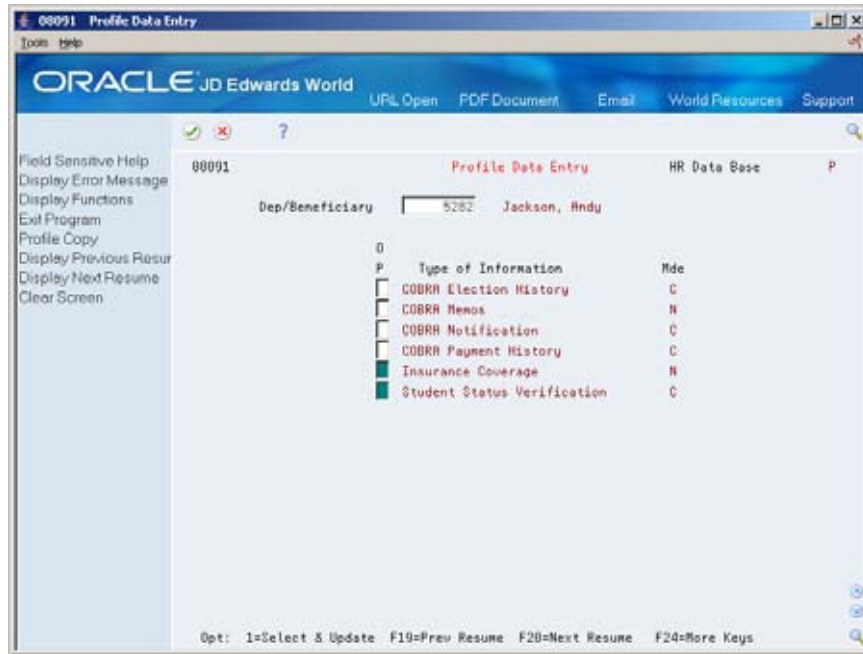 08091 Profile Data Entry
Tools Help
ORACLE JD Edwards World
URL Open PDF Document Email World Resources Support
?
Field Sensitive Help
Display Error Message
Display Functions
Exit Program
Profile Copy
Display Previous Resur
Display Next Resume
Clear Screen
08091 Profile Data Entry HR Data Base P
Dep/Beneficiary 5282 Jackson, Andy
O
P Type of Information Mde
COBRA Election History C
COBRA Memos N
COBRA Notification C
COBRA Payment History C
Insurance Coverage N
Student Status Verification C
Opt: 1=Select & Update F19=Prev Resume F20=Next Resume F24=More Keys